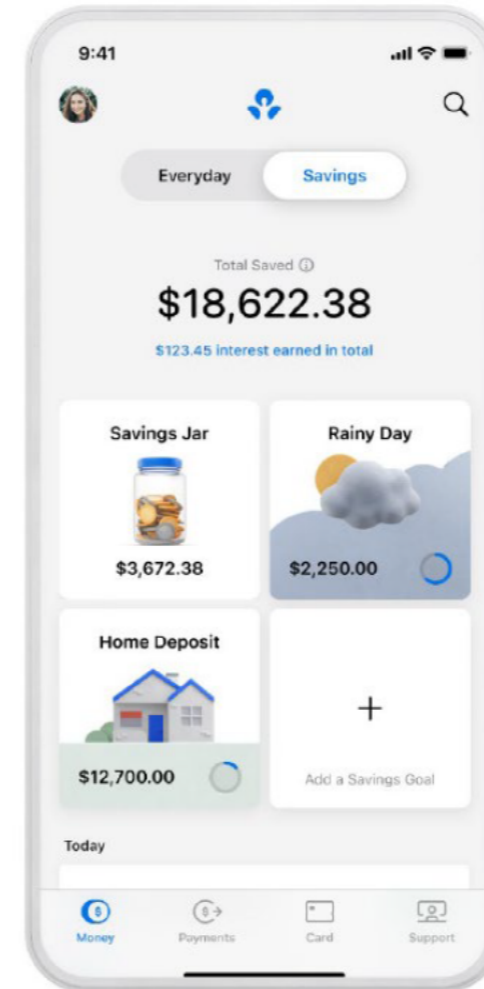 9:41
Everyday Savings
Total Saved
$18,622.38
$123.45 interest earned in total
Savings Jar Rainy Day
$3,672.38 $2,250.00
Home Deposit
$12,700.00 Add a Savings Goal
Today
Money Payments Card Support